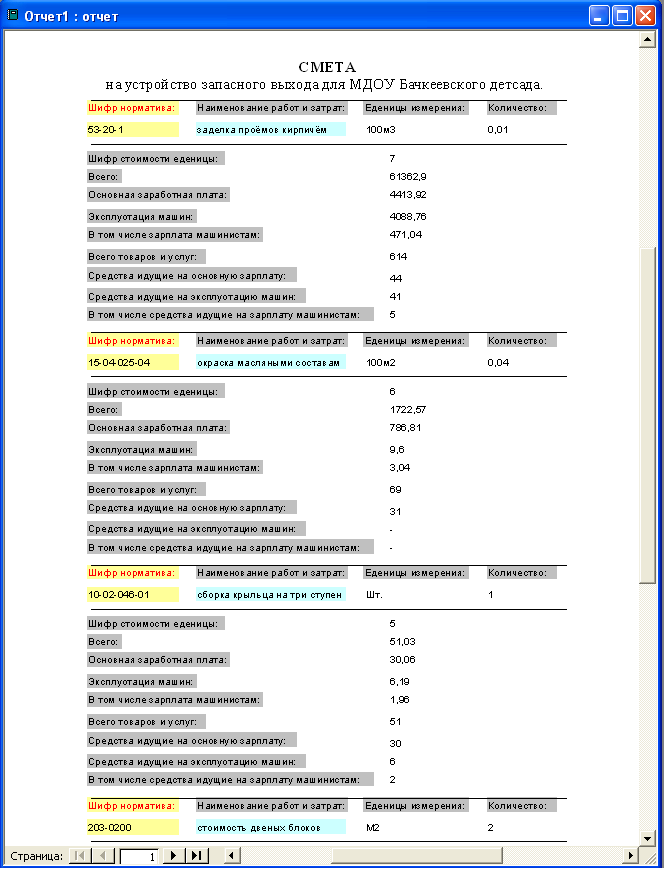 Отчет1 : отчет
СМЕТА
на устройство запасного выхода для МДОУ Бачкеевского детсада.
Шифр норматива: Наименование работ и затрат: Еденицы измерения: Количество:
53-20-1 заделка проёмов кирпичём 100м3 0,01
Шифр стоимости еденицы: 7
Всего: 61362,9
Основная заработная плата: 4413,92
Эксплуотация машин: 4088,76
В том числе зарплата машинистам: 471,04
Всего товаров и услуг: 614
Средства идущие на основную зарплату: 44
Средства идущие на эксплуотацию машин: 41
В том числе средства идущие на зарплату машинистам: 5
Шифр норматива: Наименование работ и затрат: Еденицы измерения: Количество:
15-04-025-04 окраска масляными составам 100м2 0,04
Шифр стоимости еденицы: 6
Всего: 1722,57
Основная заработная плата: 786,81
Эксплуотация машин: 9,6
В том числе зарплата машинистам: 3,04
Всего товаров и услуг: 69
Средства идущие на основную зарплату: 31
Средства идущие на эксплуотацию машин: -
В том числе средства идущие на зарплату машинистам: -
Шифр норматива: Наименование работ и затрат: Еденицы измерения: Количество:
10-02-046-01 сборка крыльца на три ступен Шт. 1
Шифр стоимости еденицы: 5
Всего: 51,03
Основная заработная плата: 30,06
Эксплуотация машин: 6,19
В том числе зарплата машинистам: 1,96
Всего товаров и услуг: 51
Средства идущие на основную зарплату: 30
Средства идущие на эксплуотацию машин: 6
В том числе средства идущие на зарплату машинистам: 2
Шифр норматива: Наименование работ и затрат: Еденицы измерения: Количество:
203-0200 стоимость двеных блоков М2 2
Страница: 1